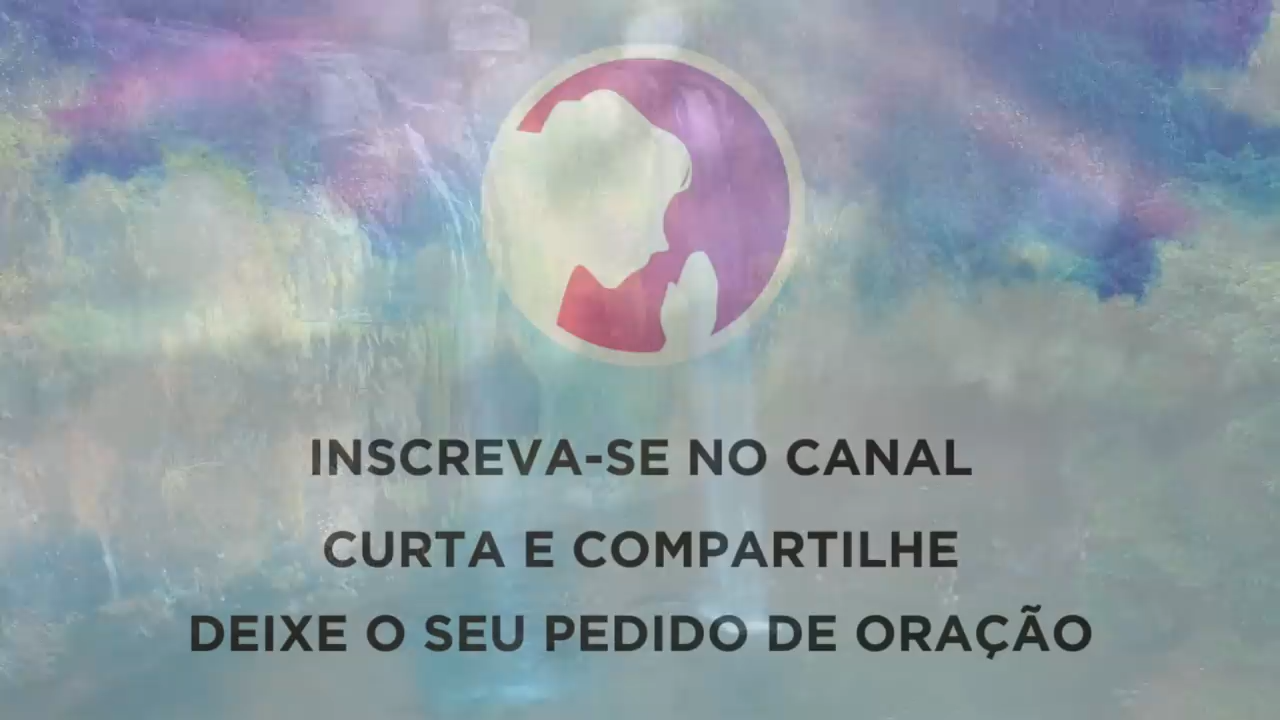 INSCREVA-SE NO CANAL
CURTA E COMPARTILHE
DEIXE O SEU PEDIDO DE ORAÇÃO